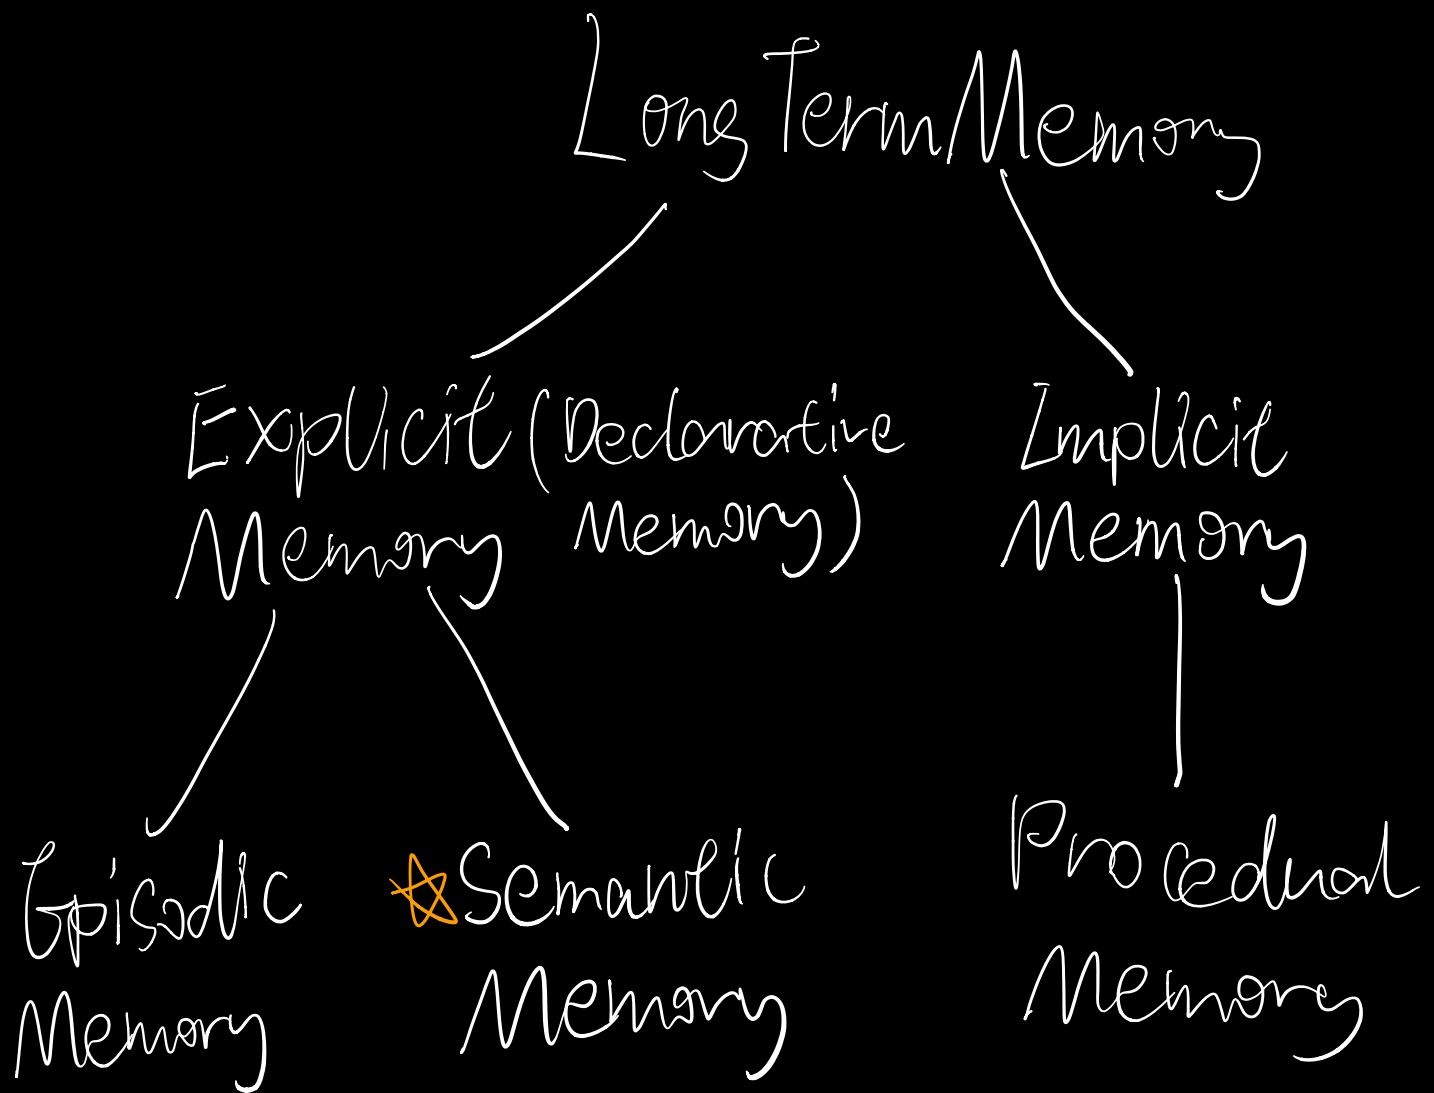 Long Term Memory
Explicit (Declarative Implicit
Memory Memory) Memory
Episodic ☆Semantic Procedual
Memory Memory Memory